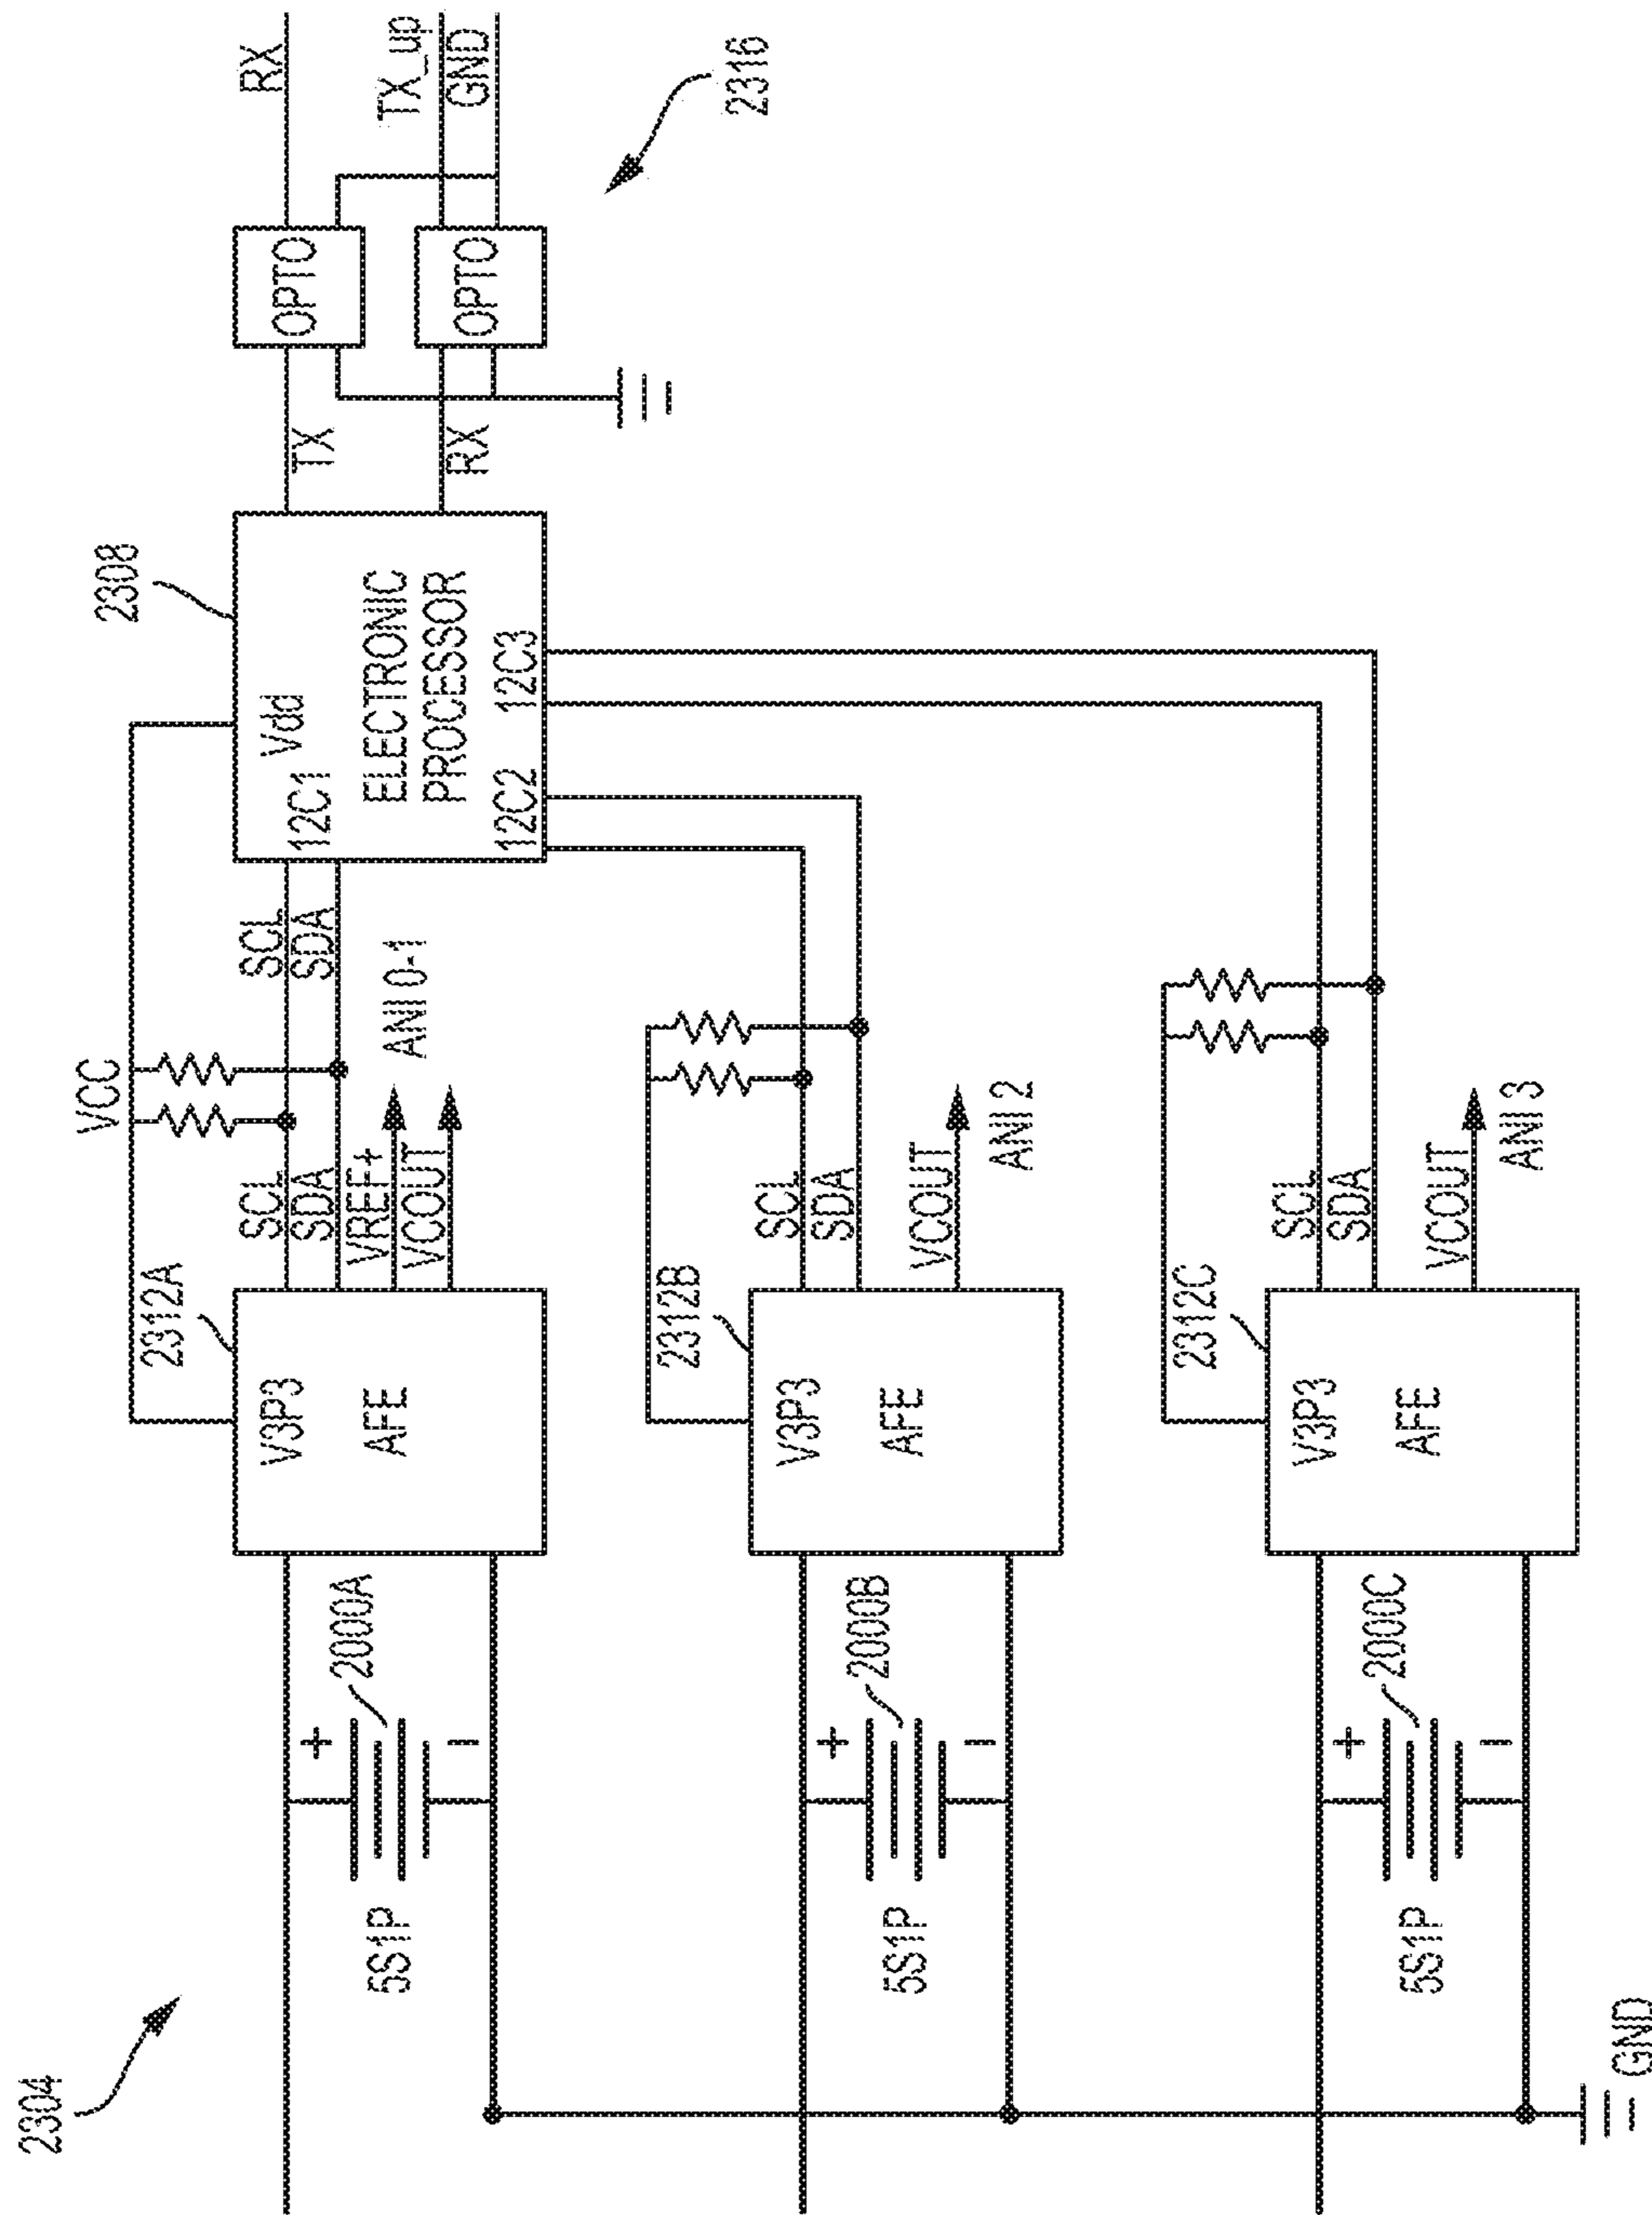 2304
2308
2316
VCC
RX
2312A
SCL
SCL
Vdd
TX
OPTO
TX_up
V3P3
SDA
SDA
12C1
GND
2000A
AFE
VREF+
ANI 0-1
ELECTRONIC
PROCESSOR
RX
OPTO
5S1P
VCOUT
12C2
12C3
+
−
2312B
V3P3
SCL
SDA
2000B
AFE
VCOUT
ANI 2
5S1P
+
−
2312C
V3P3
SCL
SDA
2000C
AFE
VCOUT
ANI 3
5S1P
+
−
GND